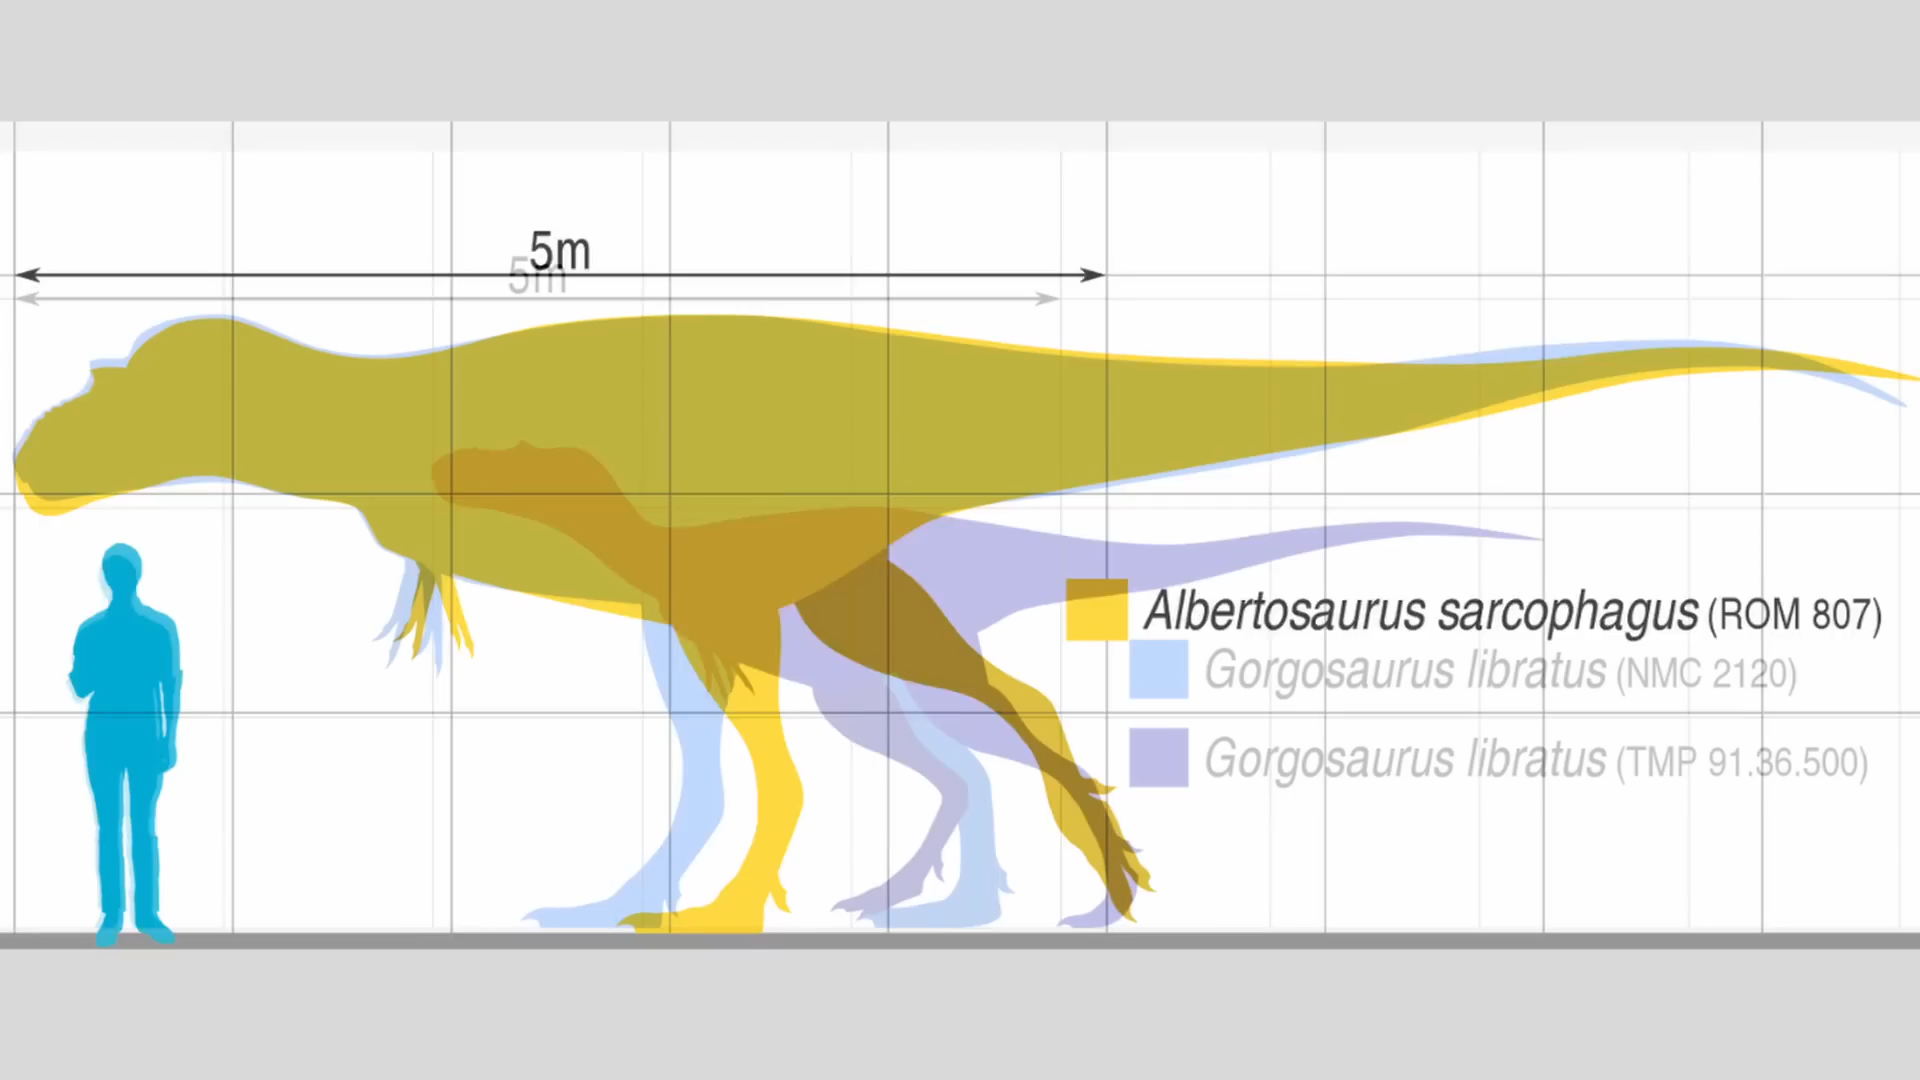 5m
5m
Albertosaurus sarcophagus (ROM 807)
Gorgosaurus libratus (NMC 2120)
Gorgosaurus libratus (TMP 91.36.500)